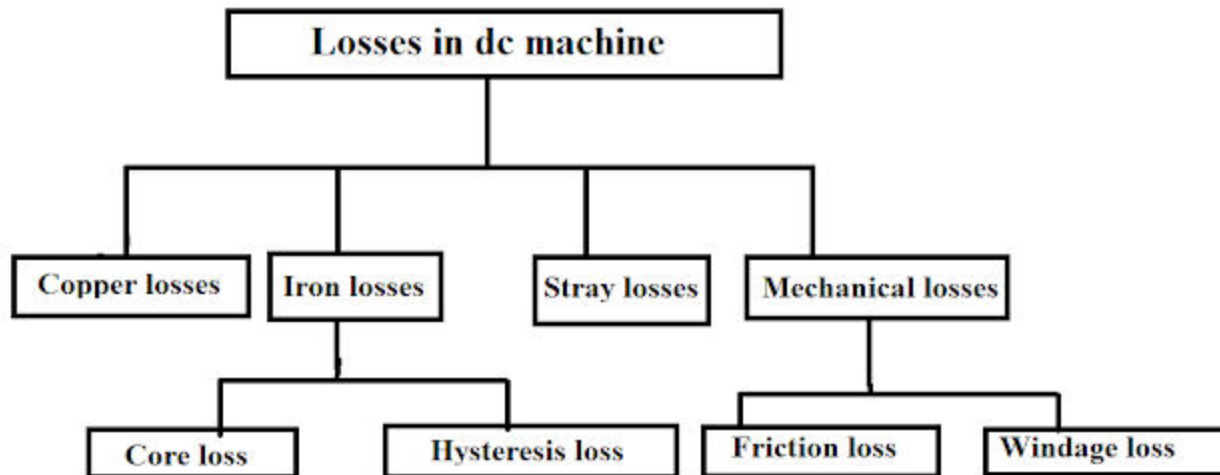 Losses in dc machine
Copper losses
Iron losses
Stray losses
Mechanical losses
Core loss
Hysteresis loss
Friction loss
Windage loss